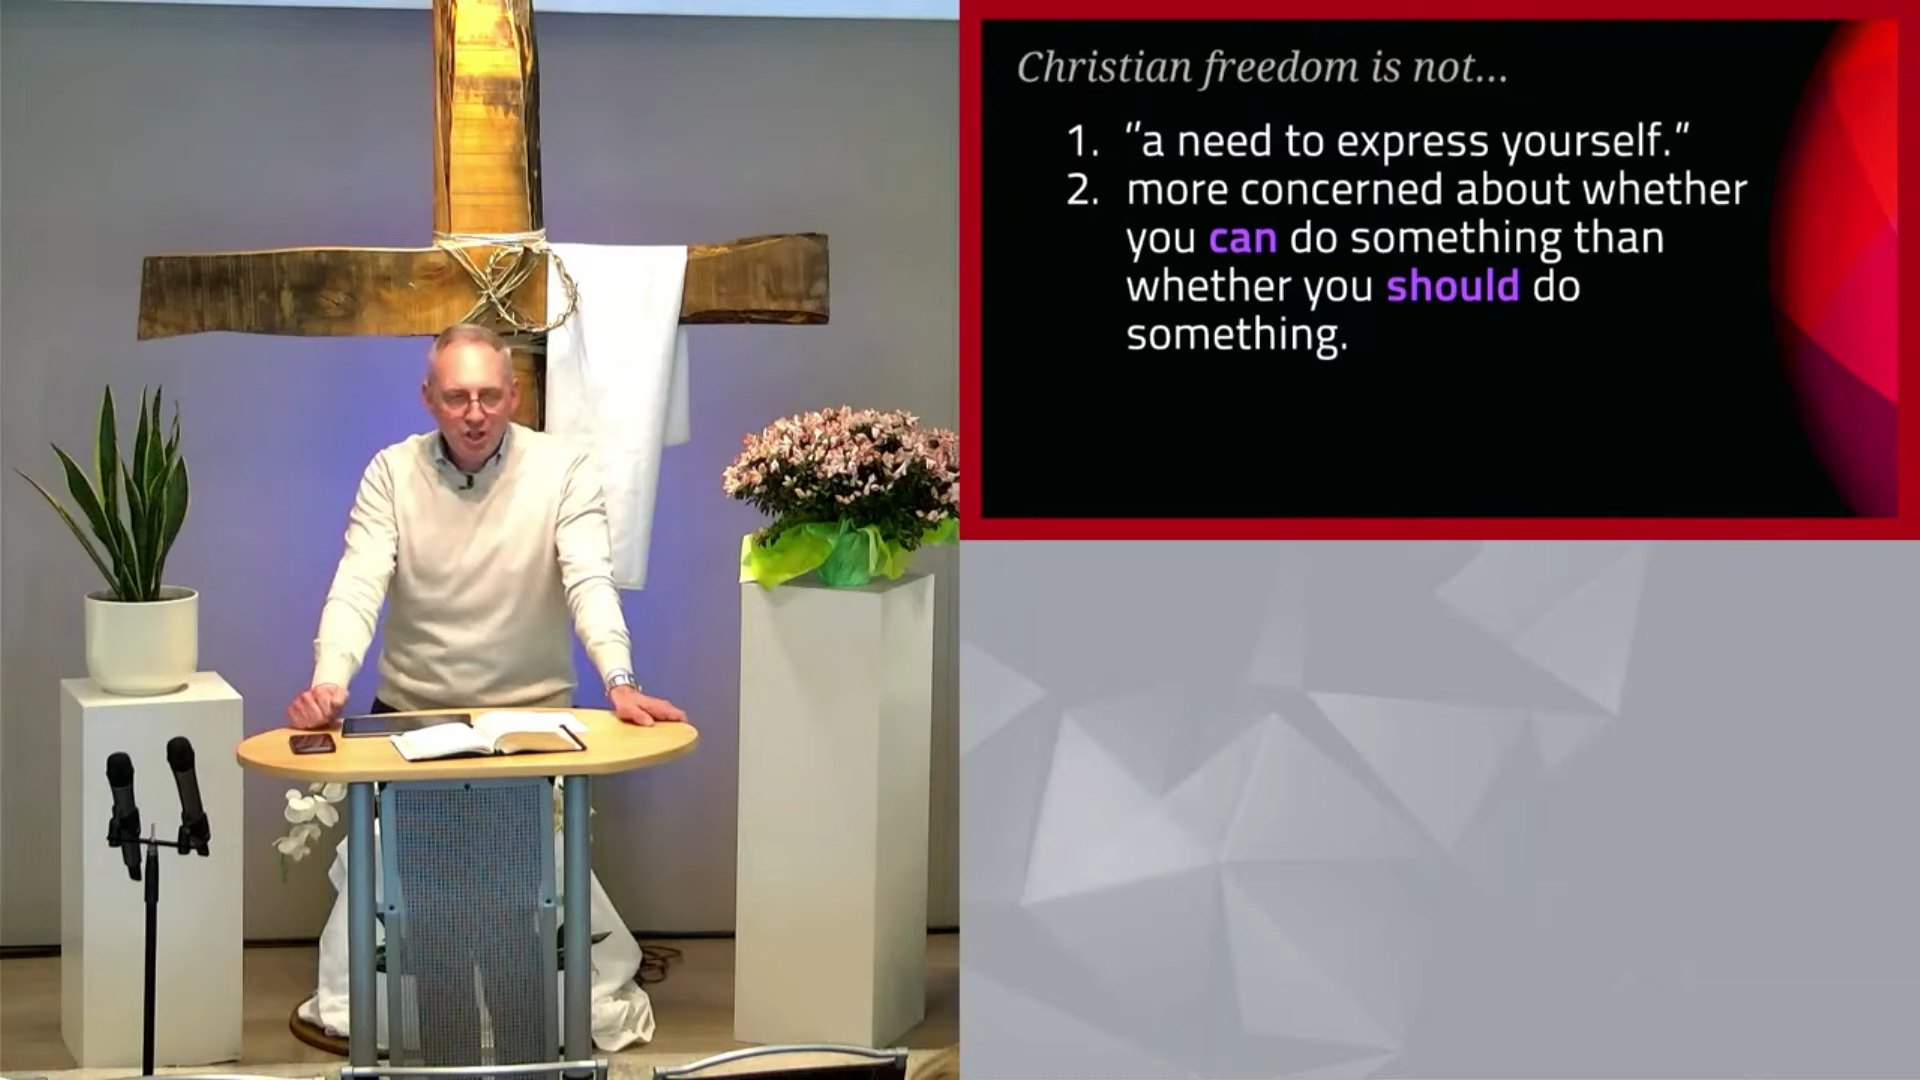 Christian freedom is not...
1. "a need to express yourself."
2. more concerned about whether
you can do something than
whether you should do
something.